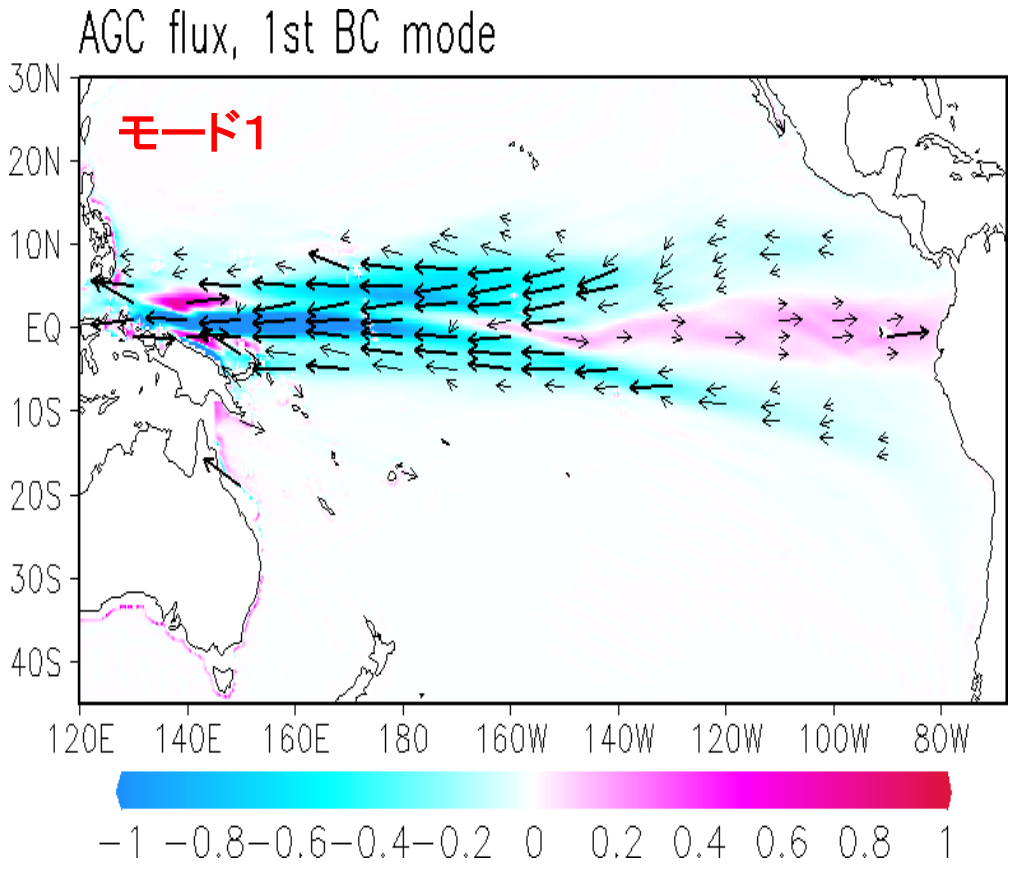 AGC flux, 1st BC mode
モード1
30N
20N
10N
EQ
10S
20S
30S
40S
120E 140E 160E 180 160W 140W 120W 100W 80W
-1 -0.8 -0.6 -0.4 -0.2 0 0.2 0.4 0.6 0.8 1